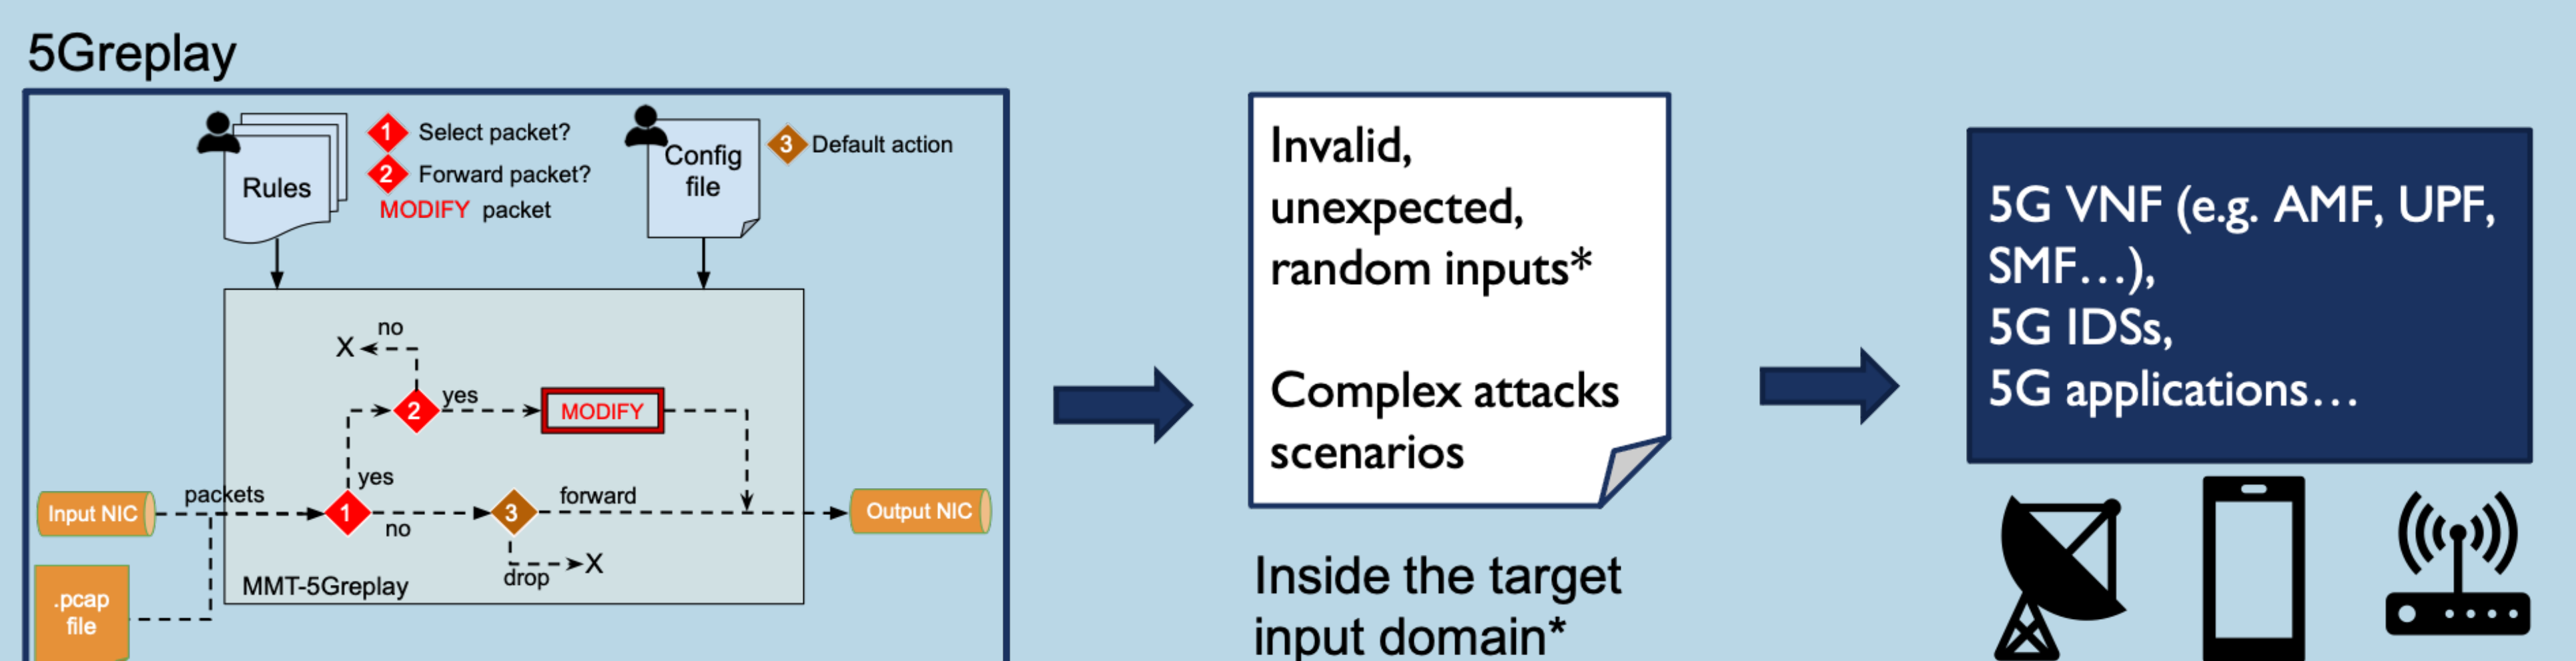 5Greplay
Rules
1 Select packet?
2 Forward packet?
MODIFY packet
Config
file
3 Default action
no
X
2
yes
MODIFY
yes
Input NIC
packets
1
no
3
forward
Output NIC
drop
X
MMT-5Greplay
.pcap
file
Invalid,
unexpected,
random inputs*
Complex attacks
scenarios
Inside the target
input domain*
5G VNF (e.g. AMF, UPF,
SMF...),
5G IDSs,
5G applications...